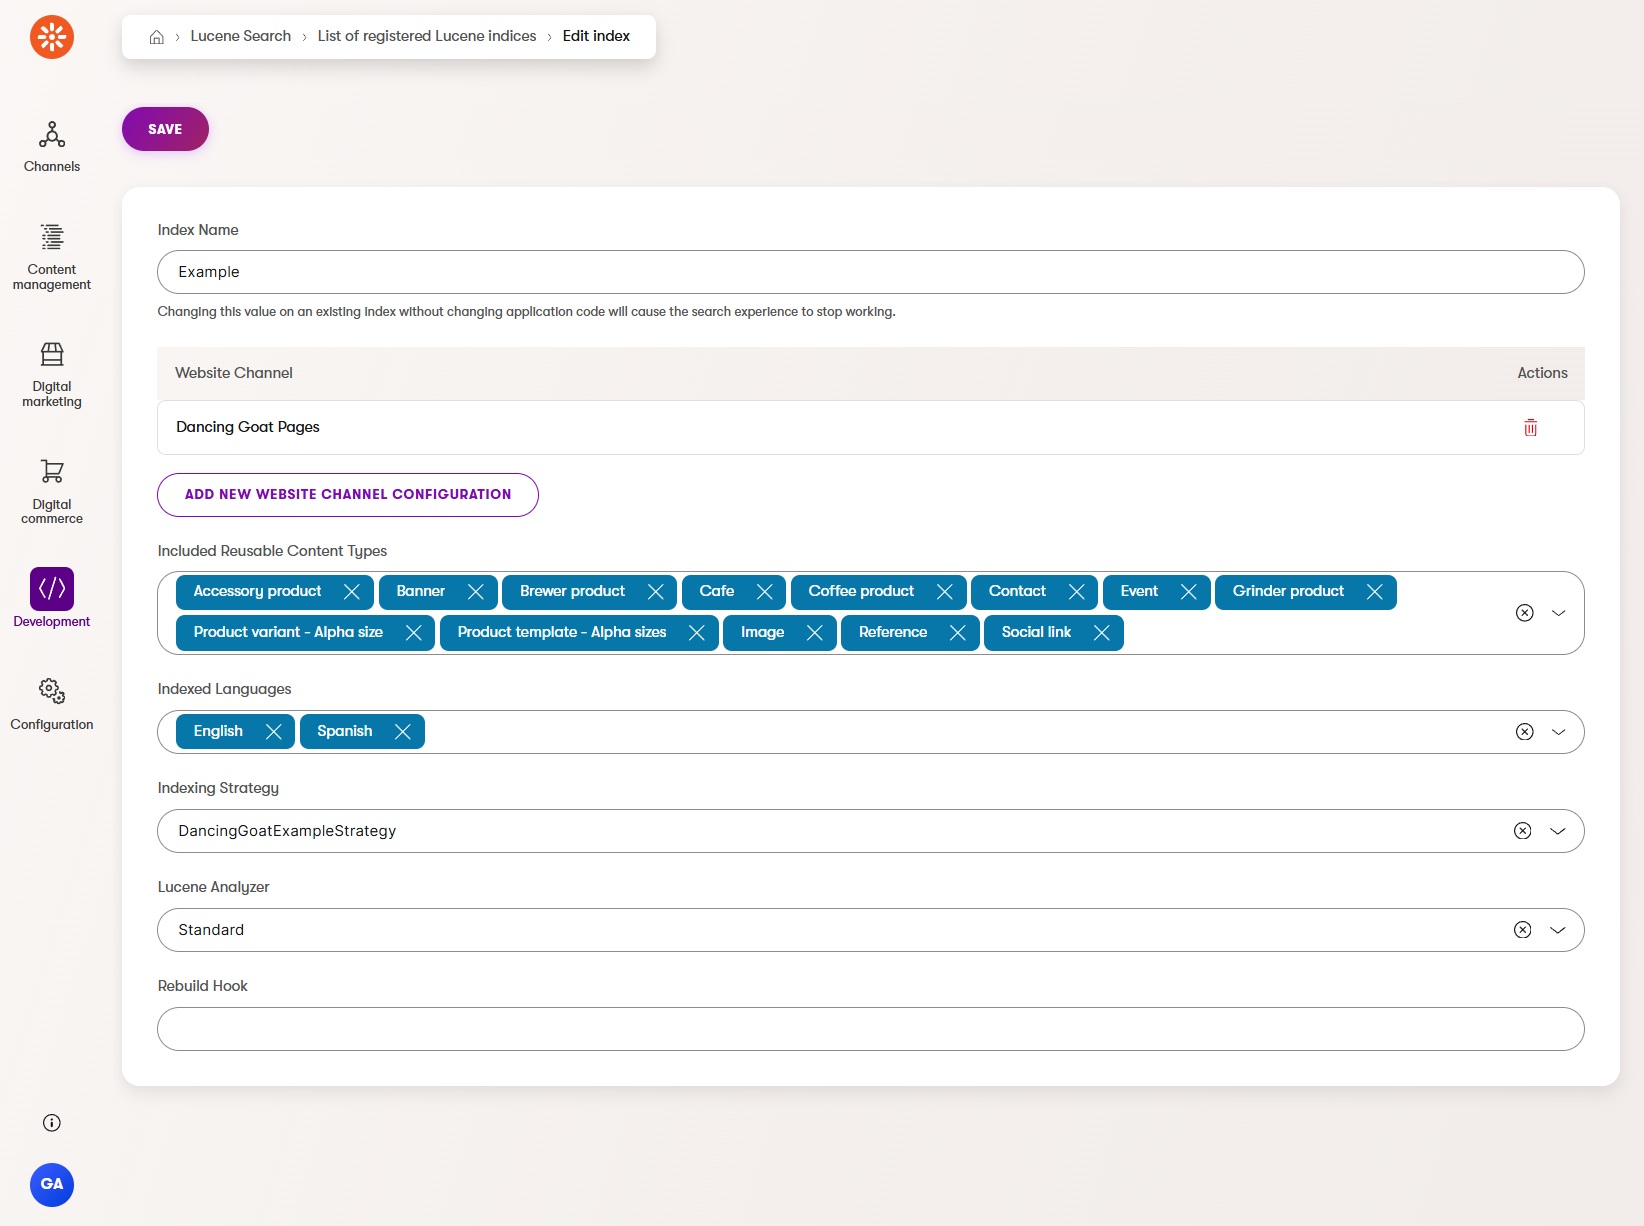 Lucene Search › List of registered Lucene indices › Edit index
SAVE
Channels
Content
management
Digital
marketing
Digital
commerce
Development
Configuration
GA
Index Name
Example
Changing this value on an existing index without changing application code will cause the search experience to stop working.
Website Channel Actions
Dancing Goat Pages
ADD NEW WEBSITE CHANNEL CONFIGURATION
Included Reusable Content Types
Accessory product Banner Brewer product Cafe Coffee product Contact Event Grinder product
Product variant - Alpha size Product template - Alpha sizes Image Reference Social link
Indexed Languages
English Spanish
Indexing Strategy
DancingGoatExampleStrategy
Lucene Analyzer
Standard
Rebuild Hook